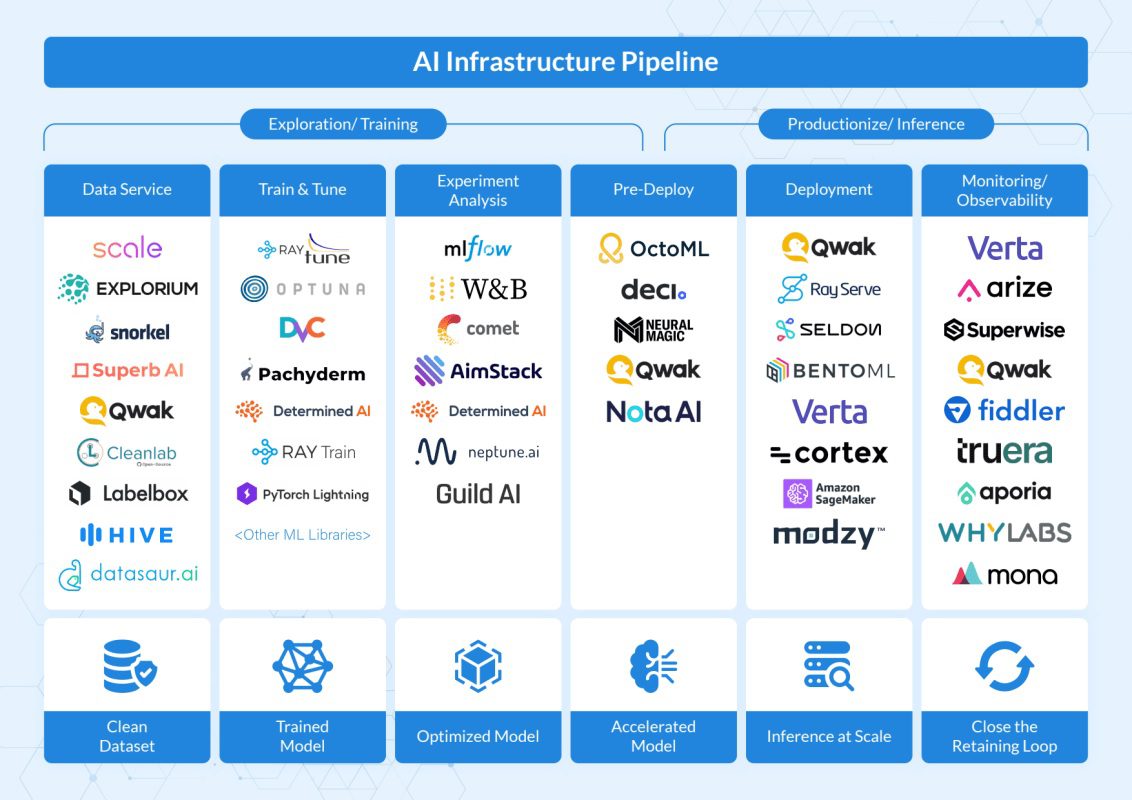 AI Infrastructure Pipeline
Exploration/ Training
Productionize/ Inference
Data Service
scale
EXPLORIUM
snorkel
Superb AI
Qwak
Cleanlab
Open-Source
Labelbox
HIVE
datasaur.ai
Clean
Dataset
Train & Tune
RAY
tune
OPTUNA
DVC
Pachyderm
Determined AI
RAY Train
PyTorch Lightning
<Other ML Libraries>
Trained
Model
Experiment
Analysis
mlflow
W&B
comet
AimStack
Determined AI
neptune.ai
Guild AI
Optimized Model
Pre-Deploy
OctoML
deci.
NEURAL
MAGIC
Qwak
Nota AI
Accelerated
Model
Deployment
Qwak
Ray Serve
SELDON
BENTOML
Verta
cortex
Amazon
SageMaker
modzy™
Inference at Scale
Monitoring/
Observability
Verta
arize
Superwise
Qwak
fiddler
truera
aporia
WHYLABS
mona
Close the
Retaining Loop